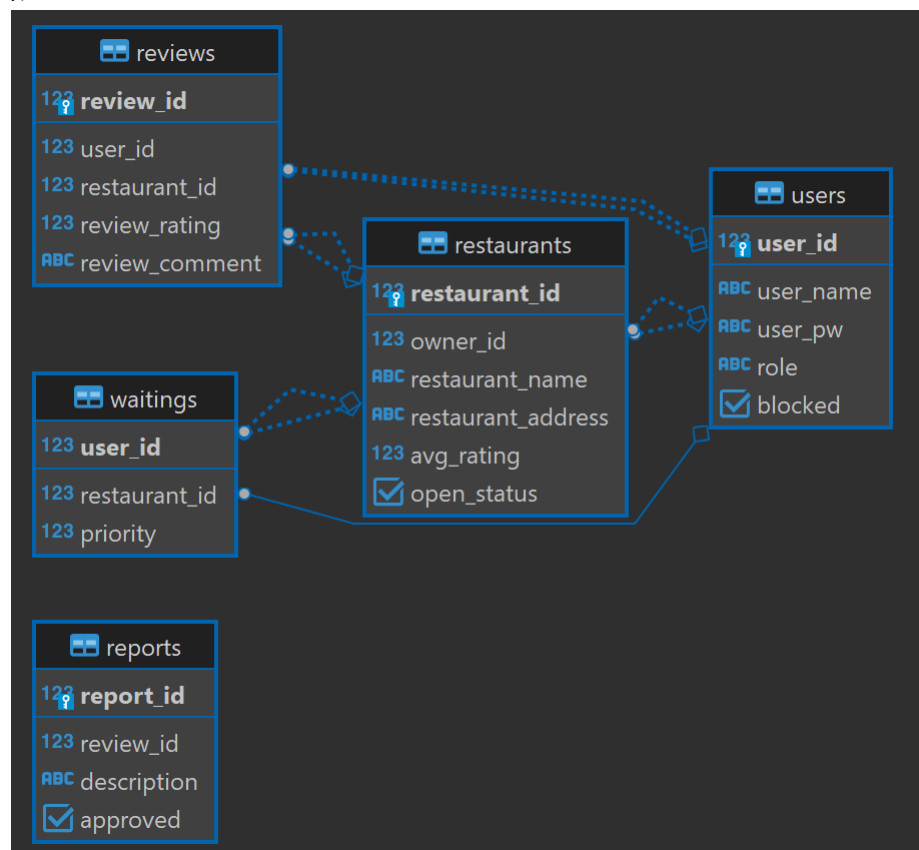 reviews
123 review_id
123 user_id
123 restaurant_id
123 review_rating
ABC review_comment
restaurants
123 restaurant_id
123 owner_id
ABC restaurant_name
ABC restaurant_address
123 avg_rating
open_status
users
123 user_id
ABC user_name
ABC user_pw
ABC role
blocked
waitings
123 user_id
123 restaurant_id
123 priority
reports
123 report_id
123 review_id
ABC description
approved